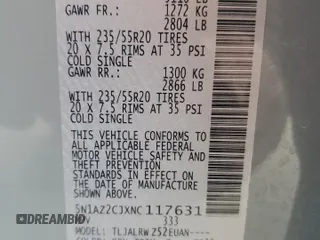 GAWR FR.: 1272 KG
2804 LB
WITH 235/55R20 TIRES
20 X 7.5 RIMS AT 35 PSI
COLD SINGLE
GAWR RR.: 1300 KG
2866 LB
WITH 235/55R20 TIRES
20 X 7.5 RIMS AT 35 PSI
COLD SINGLE
THIS VEHICLE CONFORMS TO
ALL APPLICABLE FEDERAL
MOTOR VEHICLE SAFETY
AND THEFT PREVENTION
STANDARDS IN EFFECT ON
THE DATE OF MANUFACTURE
SHOWN ABOVE.
5N1AZ2CJXNC117631
MPV 333
MODEL: TLJALRWZ52EUAN----
DREAMBID